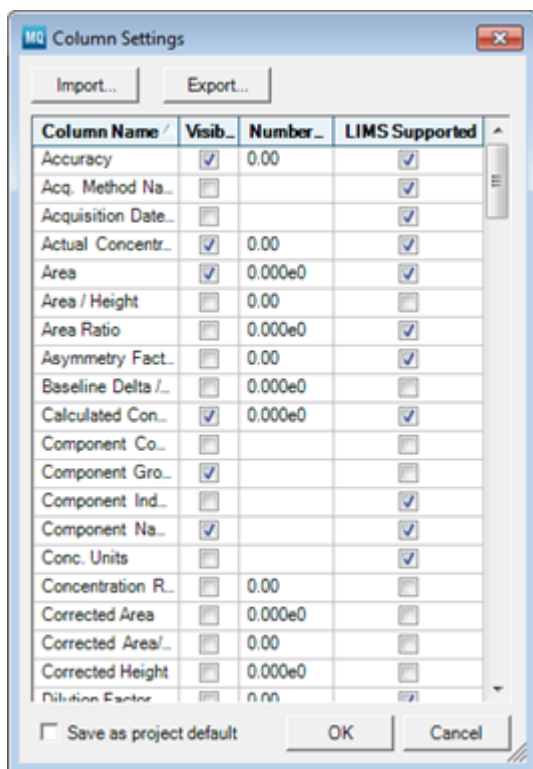 MQ Column Settings
Import... Export...
Column Name Visib... Number... LIMS Supported
Accuracy 0.00
Acq. Method Na...
Acquisition Date...
Actual Concentr... 0.00
Area 0.000e0
Area / Height 0.00
Area Ratio 0.000e0
Asymmetry Fact... 0.00
Baseline Delta /... 0.000e0
Calculated Con... 0.000e0
Component Co...
Component Gro...
Component Ind...
Component Na...
Conc. Units
Concentration R... 0.00
Corrected Area 0.000e0
Corrected Area/... 0.00
Corrected Height 0.000e0
Dilution Factor 0.00
Save as project default OK Cancel